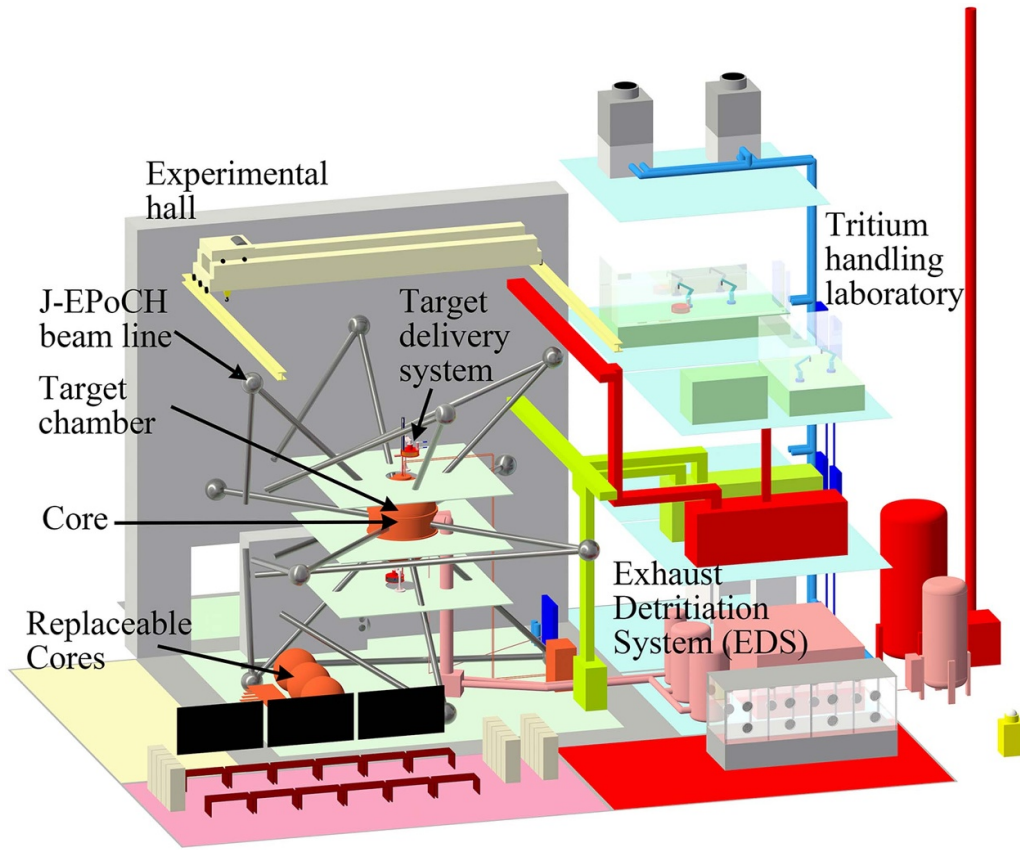 Experimental
hall
J-EPoCH
beam line
Target
chamber
Target
delivery
system
Tritium
handling
laboratory
Core
Replaceable
Cores
Exhaust
Detritiation
System (EDS)